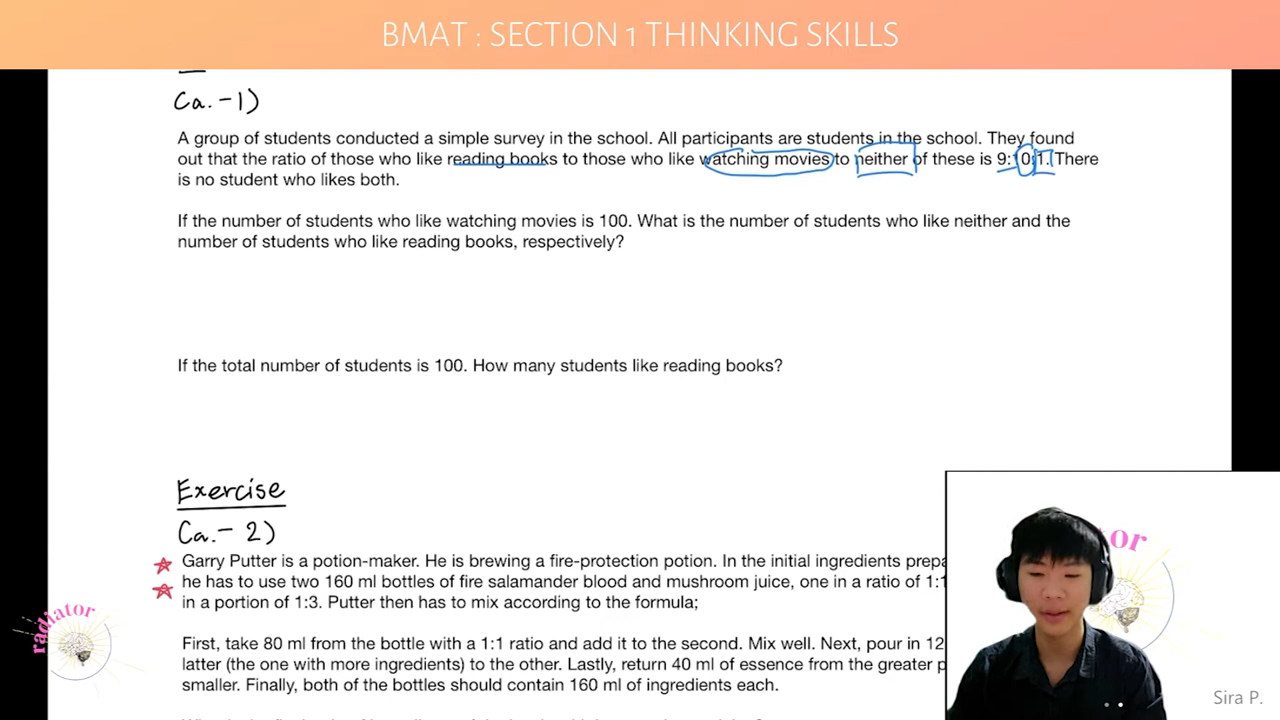 BMAT : SECTION 1 THINKING SKILLS
Ca. -1)
A group of students conducted a simple survey in the school. All participants are students in the school. They found
out that the ratio of those who like reading books to those who like watching movies to neither of these is 9:10:1. There
is no student who likes both.
If the number of students who like watching movies is 100. What is the number of students who like neither and the
number of students who like reading books, respectively?
If the total number of students is 100. How many students like reading books?
Exercise
Ca. - 2)
Garry Putter is a potion-maker. He is brewing a fire-protection potion. In the initial ingredients
he has to use two 160 ml bottles of fire salamander blood and mushroom juice, one in a ratio of 1:1
in a portion of 1:3. Putter then has to mix according to the formula;
First, take 80 ml from the bottle with a 1:1 ratio and add it to the second. Mix well. Next, pour in 12
latter (the one with more ingredients) to the other. Lastly, return 40 ml of essence from the greater
smaller. Finally, both of the bottles should contain 160 ml of ingredients each.
radiator
Sira P.